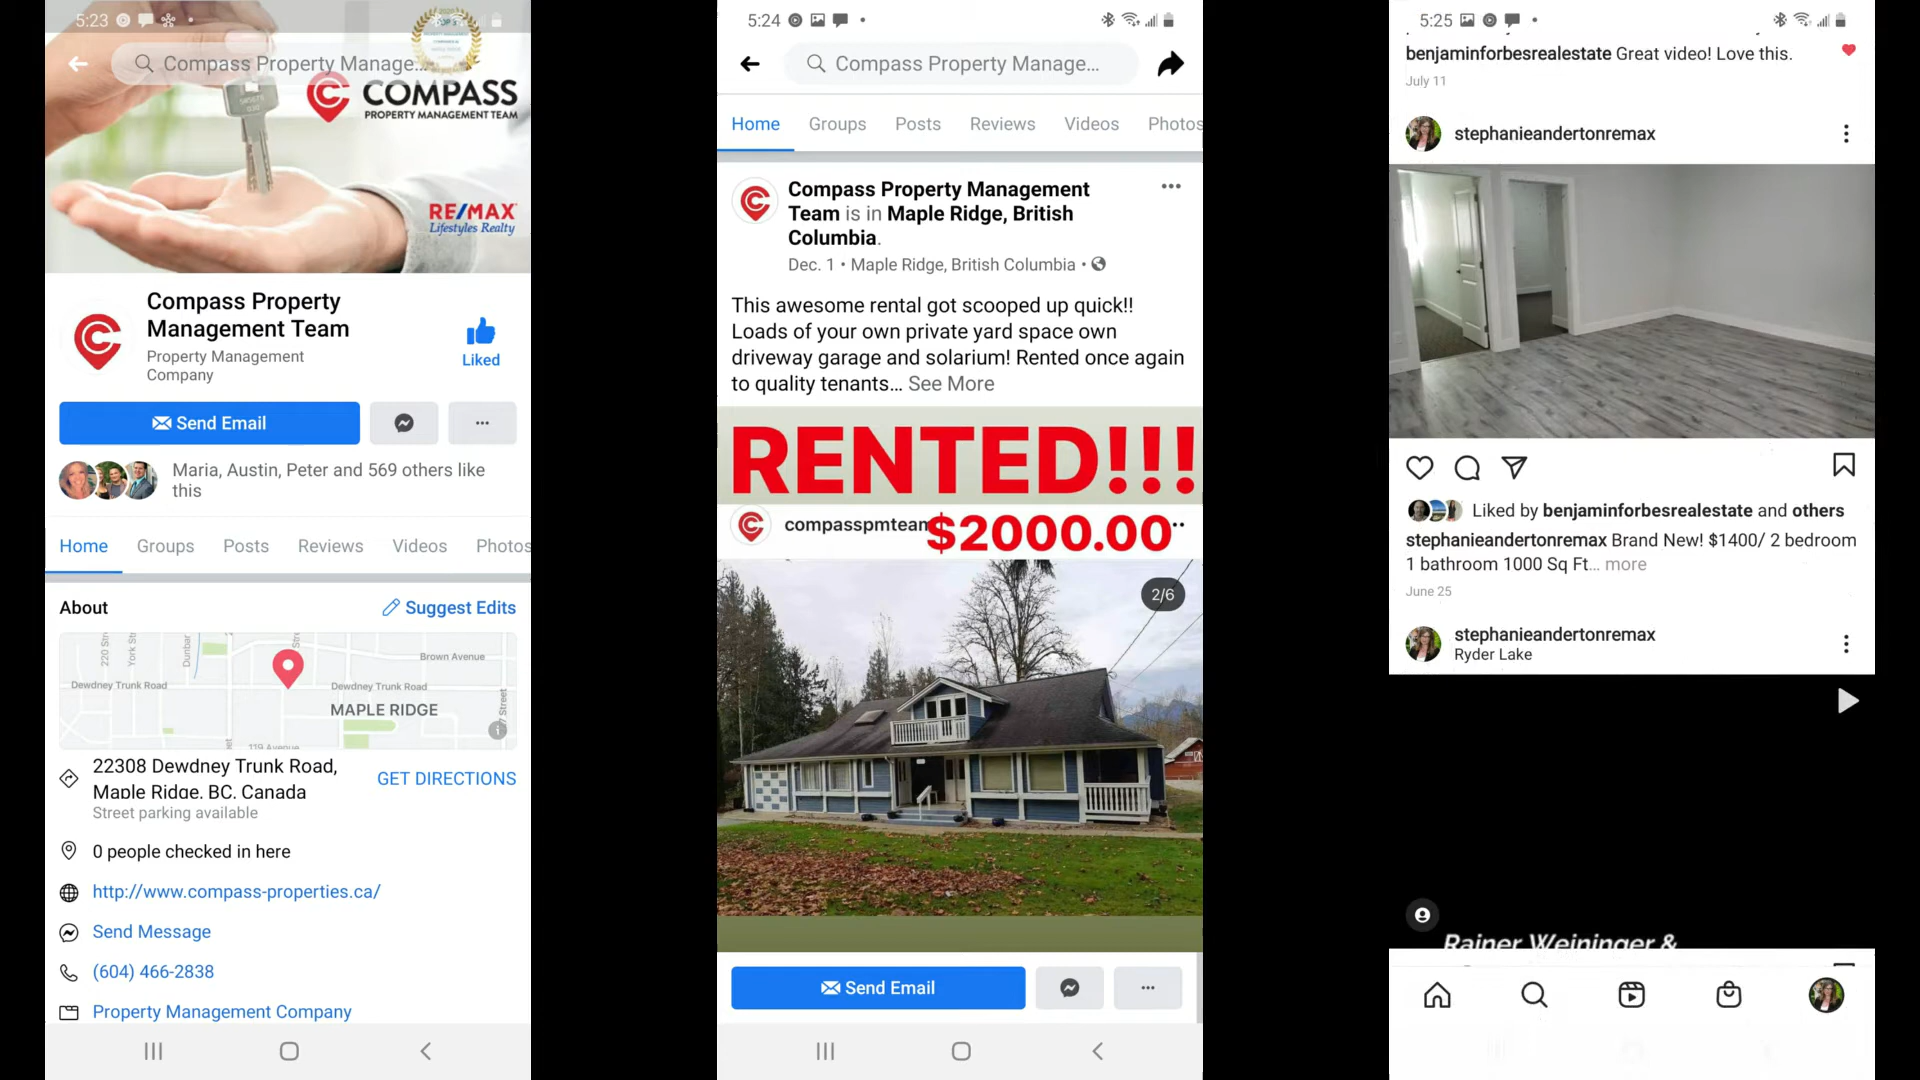 5:23
Compass Property Manage...
COMPASS
PROPERTY MANAGEMENT TEAM
RE/MAX
Lifestyles Realty
Compass Property
Management Team
Property Management
Company
Liked
Send Email
Maria, Austin, Peter and 569 others like
this
Home Groups Posts Reviews Videos Photos
About
Suggest Edits
220 Str
York St
Dunbar
Brown Avenue
Dewdney Trunk Road
Dewdney Trunk Road
MAPLE RIDGE
119 Avenue
Street
22308 Dewdney Trunk Road,
Maple Ridge, BC, Canada
GET DIRECTIONS
Street parking available
0 people checked in here
http://www.compass-properties.ca/
Send Message
(604) 466-2838
Property Management Company
5:24
Compass Property Manage...
Home Groups Posts Reviews Videos Photos
Compass Property Management
Team is in Maple Ridge, British
Columbia.
Dec. 1 • Maple Ridge, British Columbia •
This awesome rental got scooped up quick!!
Loads of your own private yard space own
driveway garage and solarium! Rented once again
to quality tenants... See More
RENTED!!!
compasspmteam
$2000.00
2/6
Send Email
5:25
benjaminforbesrealestate Great video! Love this.
July 11
stephanieandertonremax
Liked by benjaminforbesrealestate and others
stephanieandertonremax Brand New! $1400/ 2 bedroom
1 bathroom 1000 Sq Ft... more
June 25
stephanieandertonremax
Ryder Lake
Rainer Weininger &